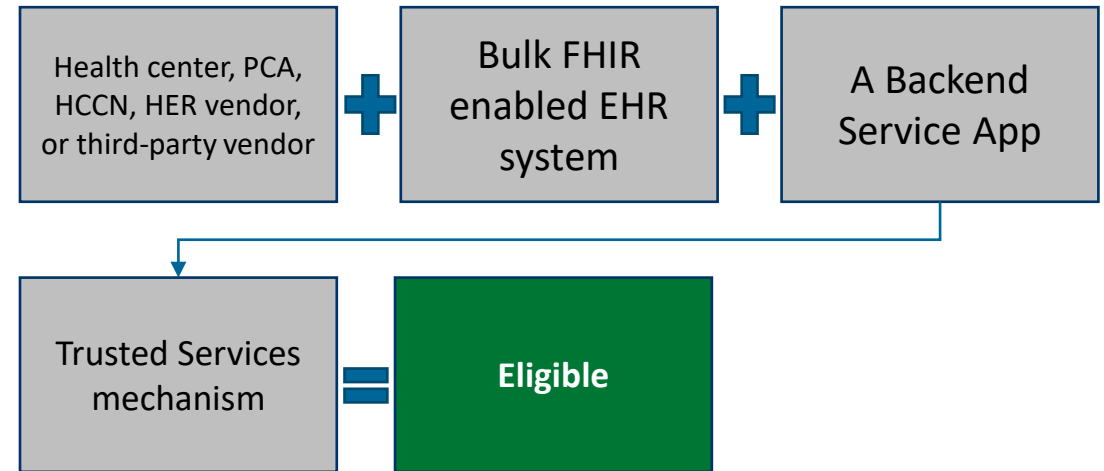 Health center, PCA,
HCCN, HER vendor,
or third-party vendor
Bulk FHIR
enabled EHR
system
A Backend
Service App
Trusted Services
mechanism
Eligible